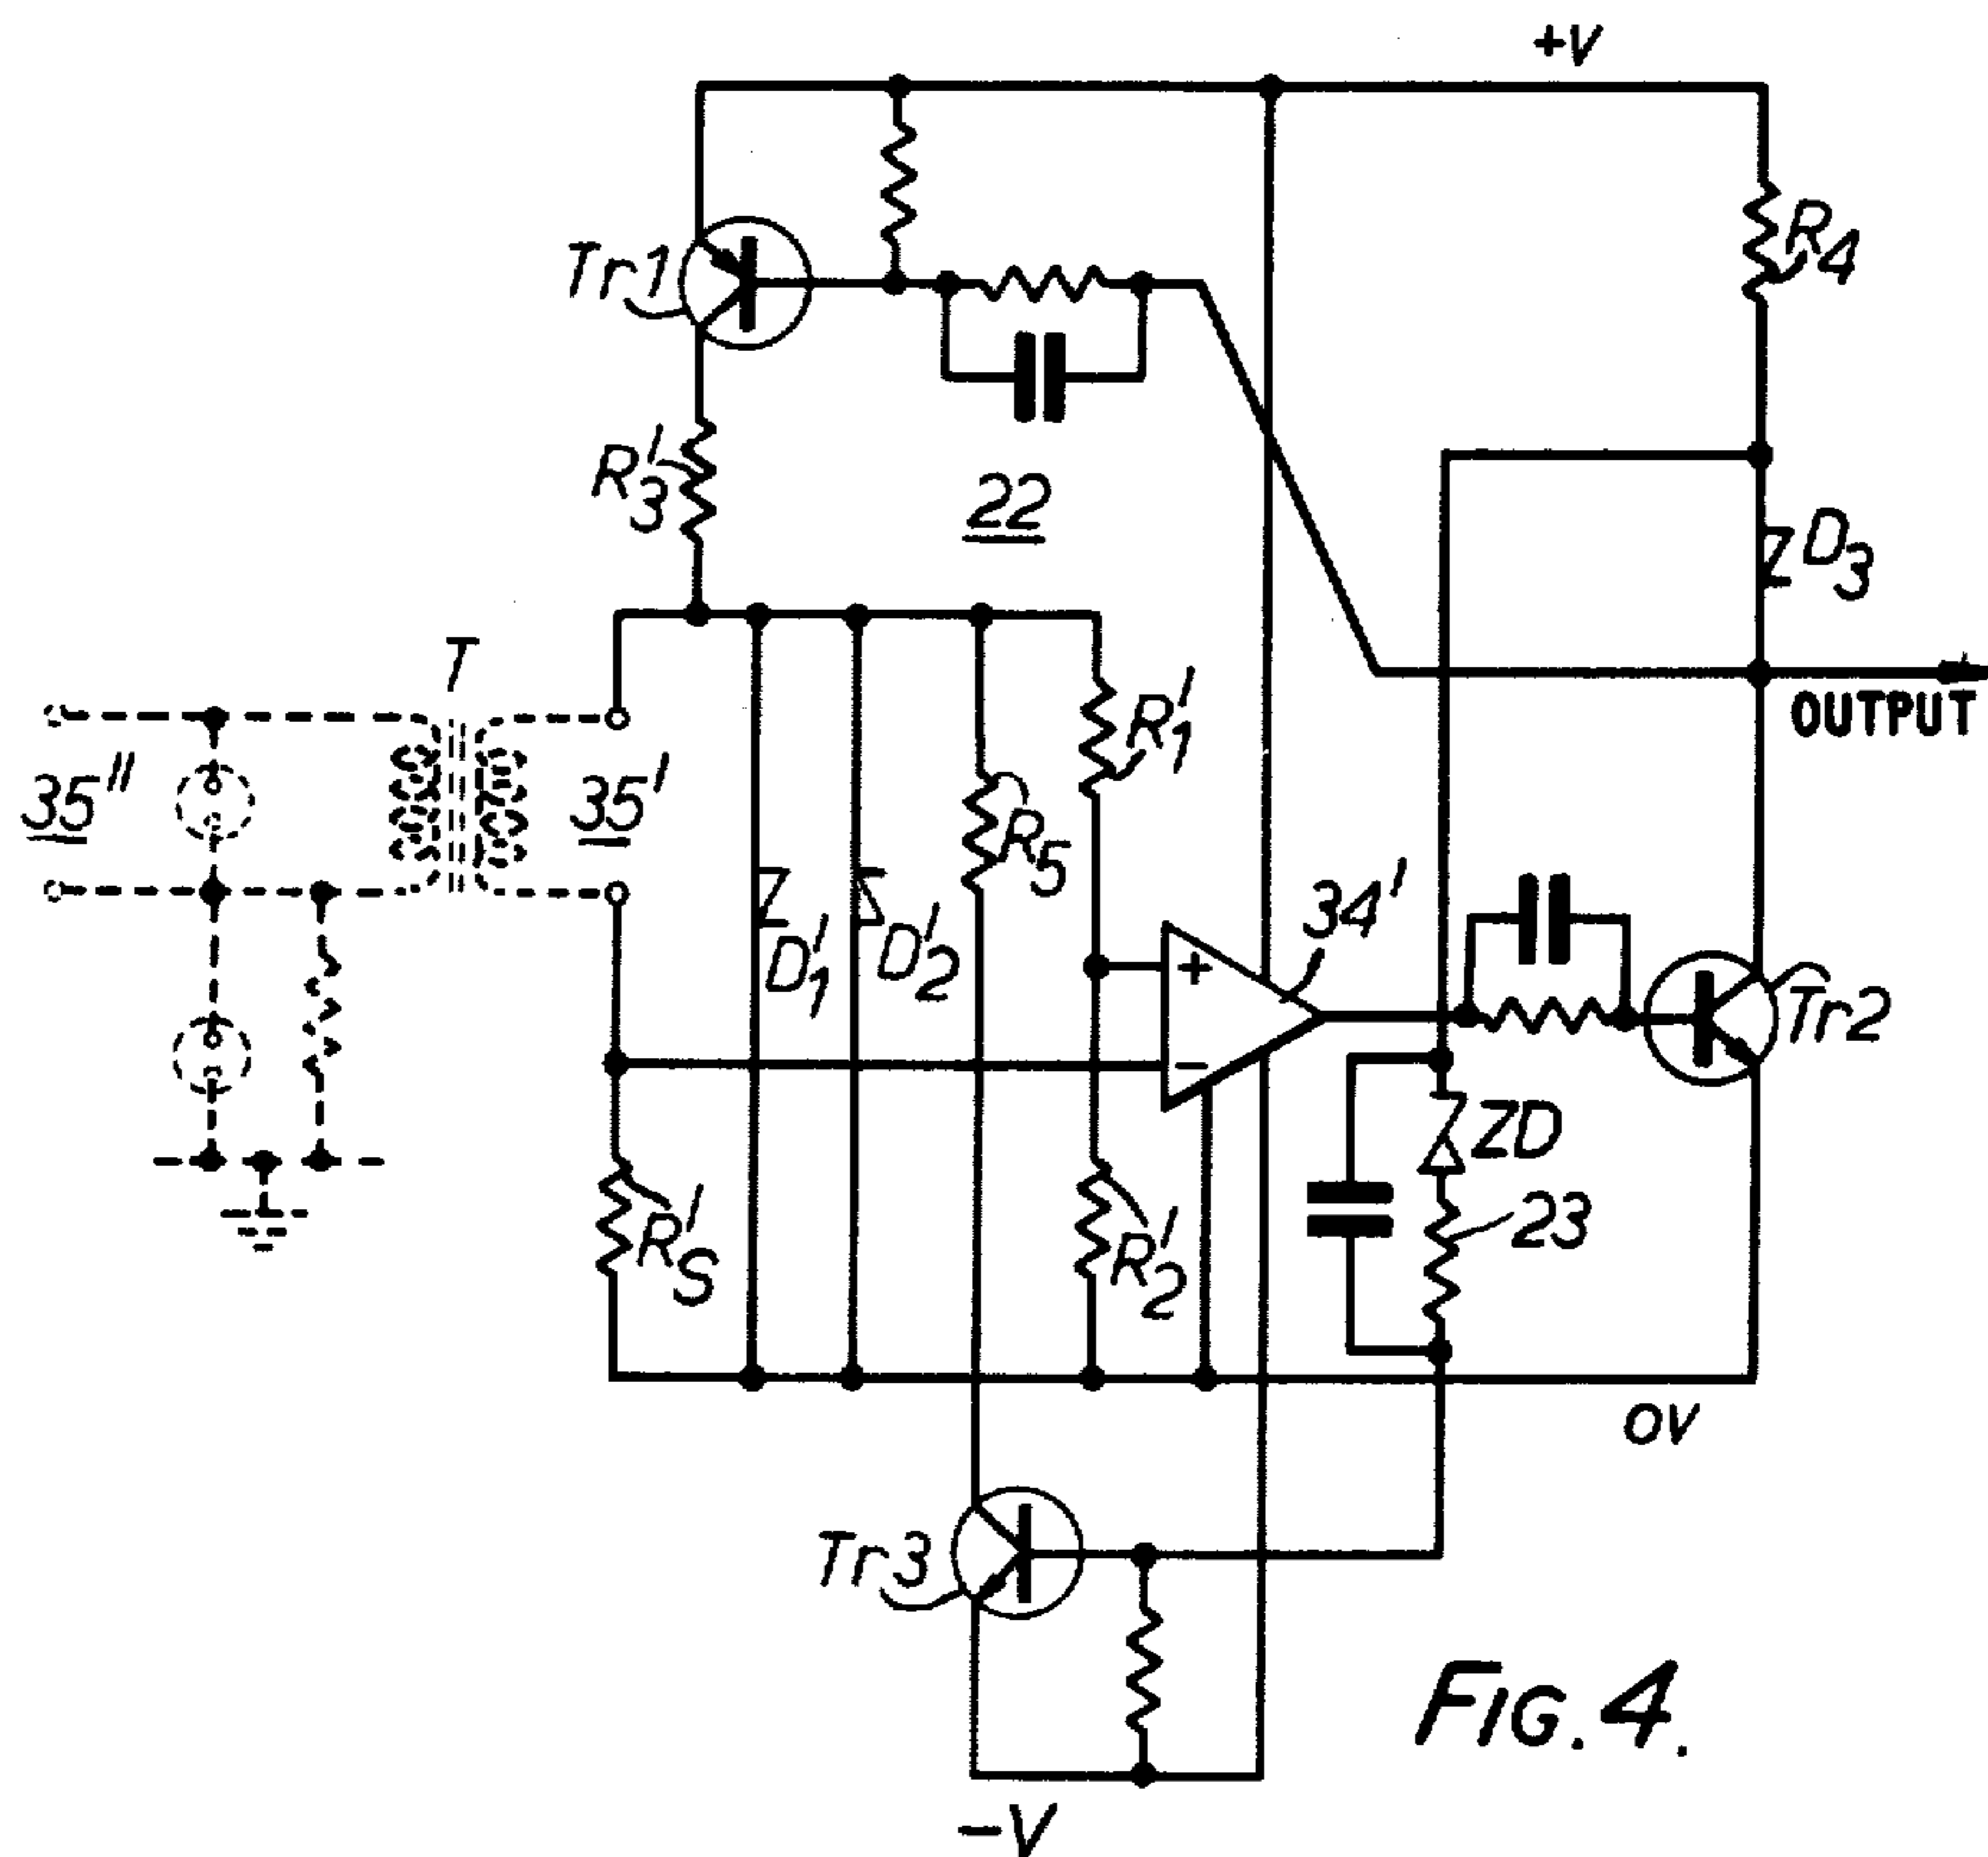 +V
R4
Tr1
R'3
22
D3
OUTPUT
T
R'1
35"
35'
R5
34'
D'1
D'2
Tr2
ZD
23
R'S
R'2
0V
Tr3
FIG. 4.
-V
+
-